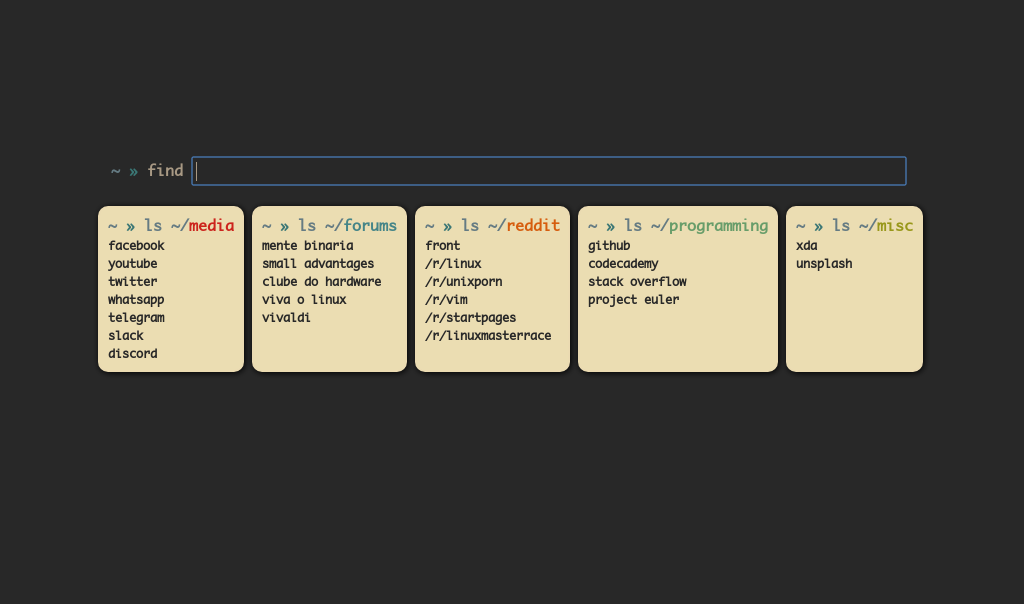 ~ » find
~ » ls ~/media
facebook
youtube
twitter
whatsapp
telegram
slack
discord
~ » ls ~/forums
mente binaria
small advantages
clube do hardware
viva o linux
vivaldi
~ » ls ~/reddit
front
/r/linux
/r/unixporn
/r/vim
/r/startpages
/r/linuxmasterrace
~ » ls ~/programming
github
codecademy
stack overflow
project euler
~ » ls ~/misc
xda
unsplash